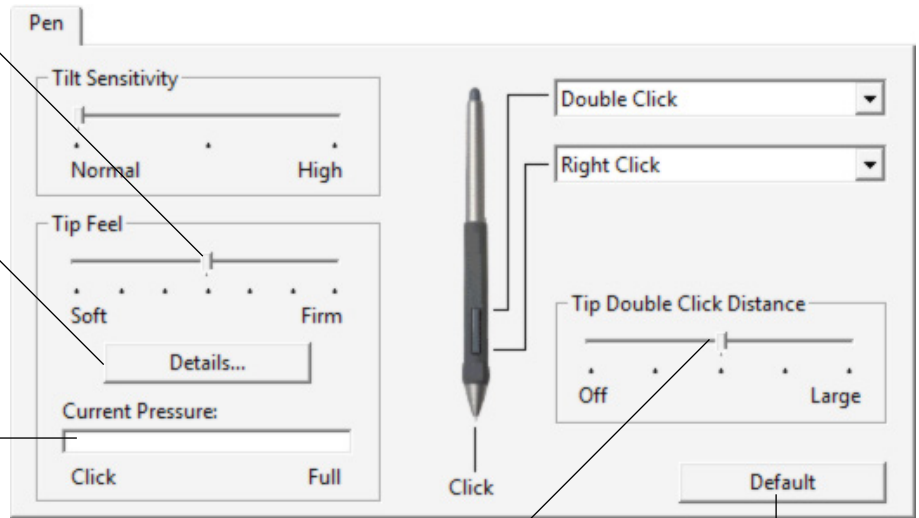 Pen
Tilt Sensitivity
Normal High
Tip Feel
Soft Firm
Details...
Current Pressure:
Click Full
Double Click
Right Click
Click
Tip Double Click Distance
Off Large
Default